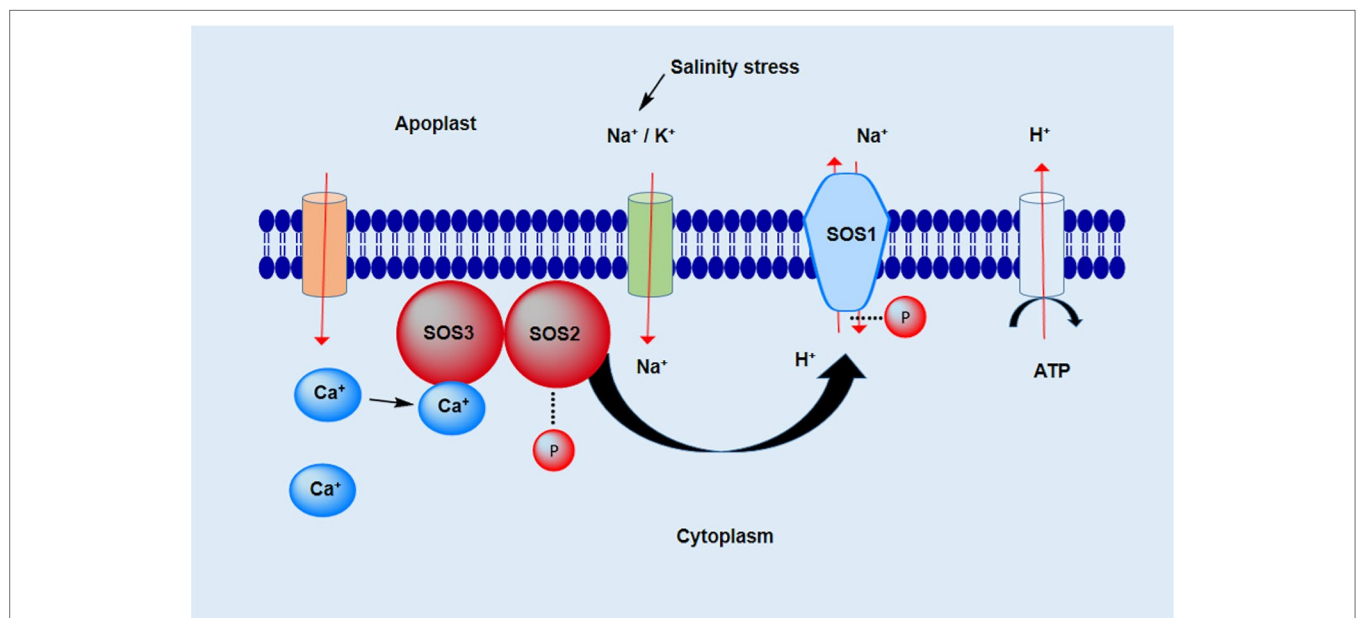 Salinity stress
Apoplast
Na⁺ / K⁺
Na⁺
H⁺
SOS1
SOS3
SOS2
P
Na⁺
H⁺
ATP
Ca⁺
Ca⁺
P
Ca⁺
Cytoplasm